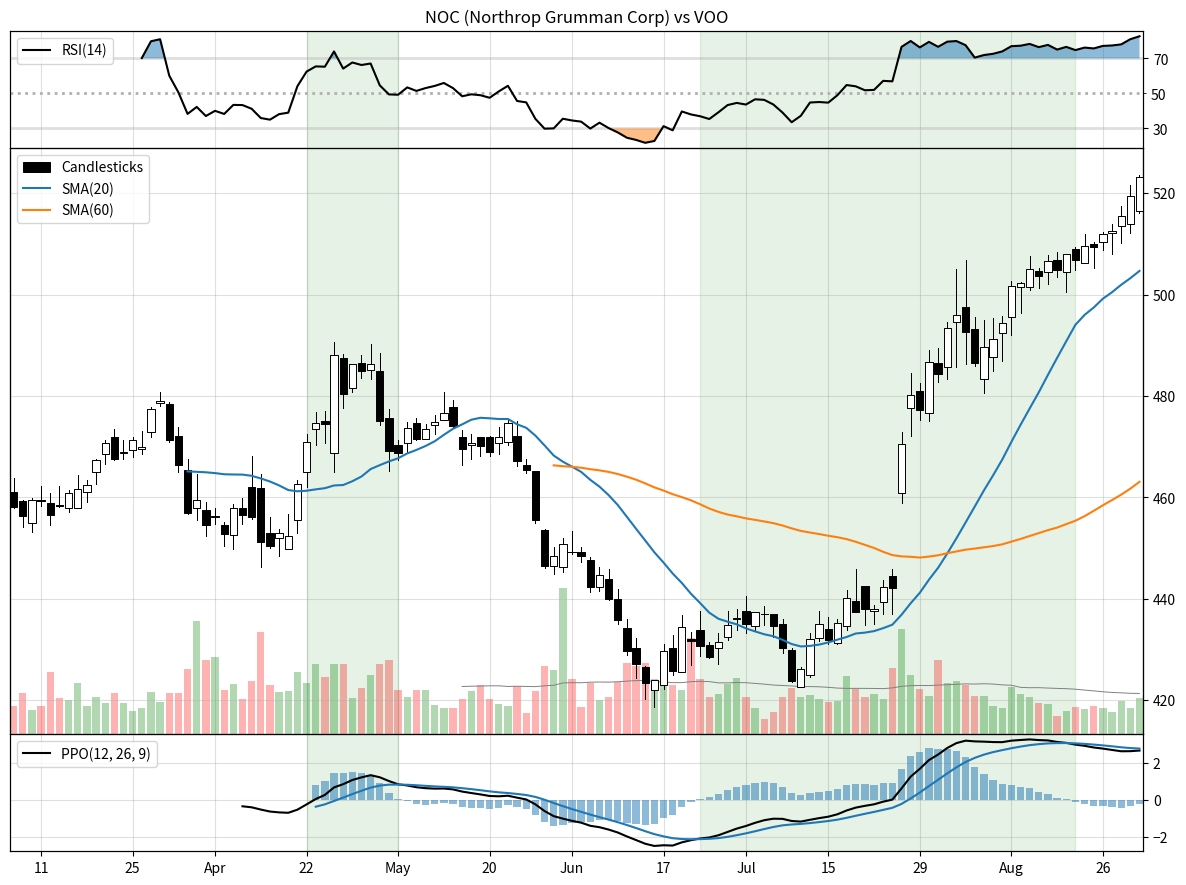 NOC (Northrop Grumman Corp) vs VOO
RSI(14)
70
50
30
Candlesticks
SMA(20)
SMA(60)
520
500
480
460
440
420
PPO(12, 26, 9)
2
0
−2
11 25 Apr 22 May 20 Jun 17 Jul 15 29 Aug 26